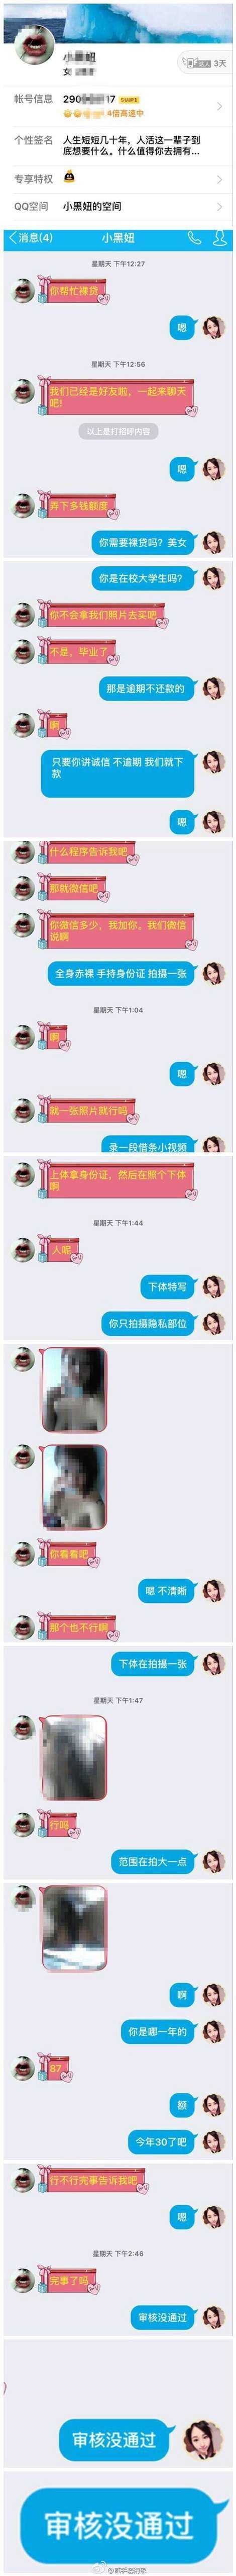 小
女
3天
帐号信息
290
17
SVIP6
4倍高速中
个性签名
人生短短几十年，人活这一辈子到
底想要什么。什么值得你去拥有...
专享特权
QQ空间
小黑妞的空间
消息(4)
小黑妞
星期天 下午12:27
你帮忙裸贷
嗯
星期天 下午12:56
我们已经是好友啦，一起来聊天
吧!
以上是打招呼内容
嗯
弄下多钱额度
你需要裸贷吗？美女
你是在校大学生吗？
你不会拿我们照片去买吧
不是，毕业了
那是逾期不还款的
啊
只要你讲诚信 不逾期 我们就下
款
嗯
什么程序告诉我吧
那就微信吧
你微信多少，我加你。我们微信
说啊
全身赤裸 手持身份证 拍摄一张
星期天 下午1:04
啊
嗯
就一张照片就行吗
录一段借条小视频
上体拿身份证，然后在照个下体
啊
星期天 下午1:44
人呢
下体特写
你只拍摄隐私部位
你看看吧
嗯 不清晰
那个也不行啊
下体在拍摄一张
星期天 下午1:47
行吗
范围在拍大一点
啊
你是哪一年的
87
额
今年30了吧
行不行完事告诉我吧
嗯
星期天 下午2:46
完事了吗
审核没通过
审核没通过
审核没通过